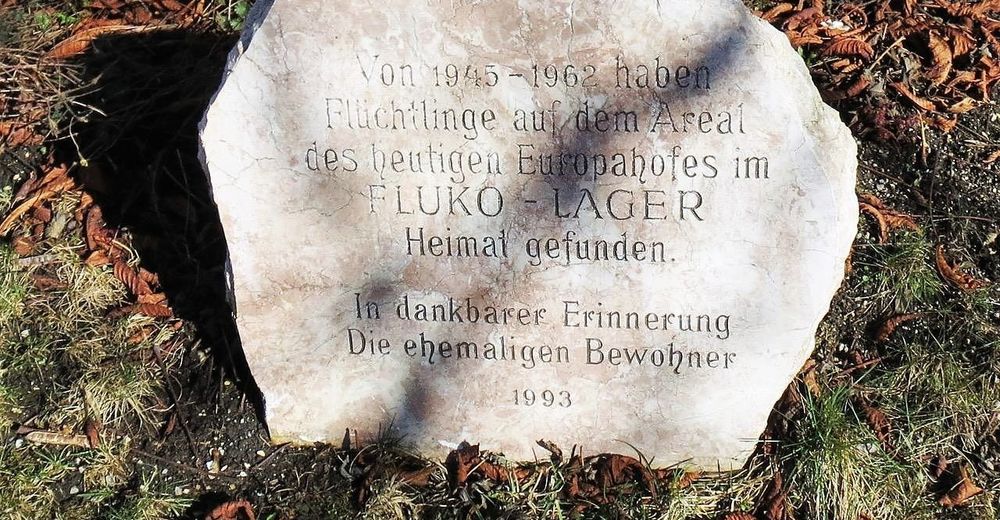 Von 1945-1962 haben
Flüchtlinge auf dem Areal
des heutigen Europahofes im
FLUKO - LAGER
Heimat gefunden.
In dankbarer Erinnerung
Die ehemaligen Bewohner
1993